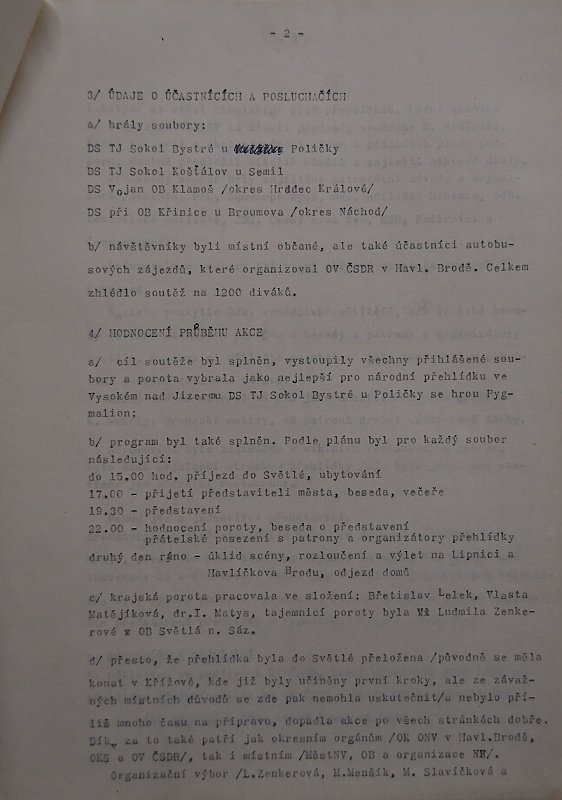 - 2 -
3/ ÚDAJE O ÚČASTNÍCÍCH A POSLUCHAČÍCH
a/ hrály soubory:
DS TJ Sokol Bystré u Poličky
DS TJ Sokol Košťálov u Semil
DS Vojan OB Klamoš /okres Hrddec Králové/
DS při OB Křinice u Broumova /okres Náchod/
b/ návštěvníky byli místní občané, ale také účastníci autobu-
sových zájezdů, které organizoval OV ČSDR v Havl. Brodě. Celkem
zhlédlo soutěž na 1200 diváků.
4/ HODNOCENÍ PRŮBĚHU AKCE
a/ cíl soutěže byl splněn, vystoupily všechny přihlášené sou-
bory a porota vybrala jako nejlepší pro národní přehlídku ve
Vysokém nad Jizerou DS TJ Sokol Bystré u Poličky se hrou Pyg-
malion;
b/ program byl také splněn. Podle plánu byl pro každý soubor
následující:
do 15.00 hod. příjezd do Světlé, ubytování
17.00 - přijetí představiteli města, beseda, večeře
19.30 - představení
22.00 - hodnocení poroty, beseda o představení
přátelské posezení s patrony a organizátory přehlídky
druhý den ráno - úklid scény, rozloučení a výlet na Lipnici a
Havlíčkova Brodu, odjezd domů
c/ krajská porota pracovala ve složení: Břetislav Lelek, Vlasta
Matějíková, dr.I. Matys, tajemnicí poroty byla Ludmila Zenke-
rové z OB Světlá n. Sáz.
d/ přesto, že přehlídka byla do Světlé přeložena /původně se měla
konat v Křížové, kde již byly učiněny první kroky, ale ze závaž-
ných místních důvodů se zde pak nemohla uskutečnit/a nebylo pří-
liš mnoho času na přípravu, dopadla akce po všech stránkách dobře.
Dík, za to také patří jak okresním orgánům /OK ONV v Havl.Brodě,
OKS a OV ČSDR/, tak i místním /MěstNV, OB a organizace NF/.
Organizační výbor /L.Zenkerová, M.Menšík, M. Slavíčková a